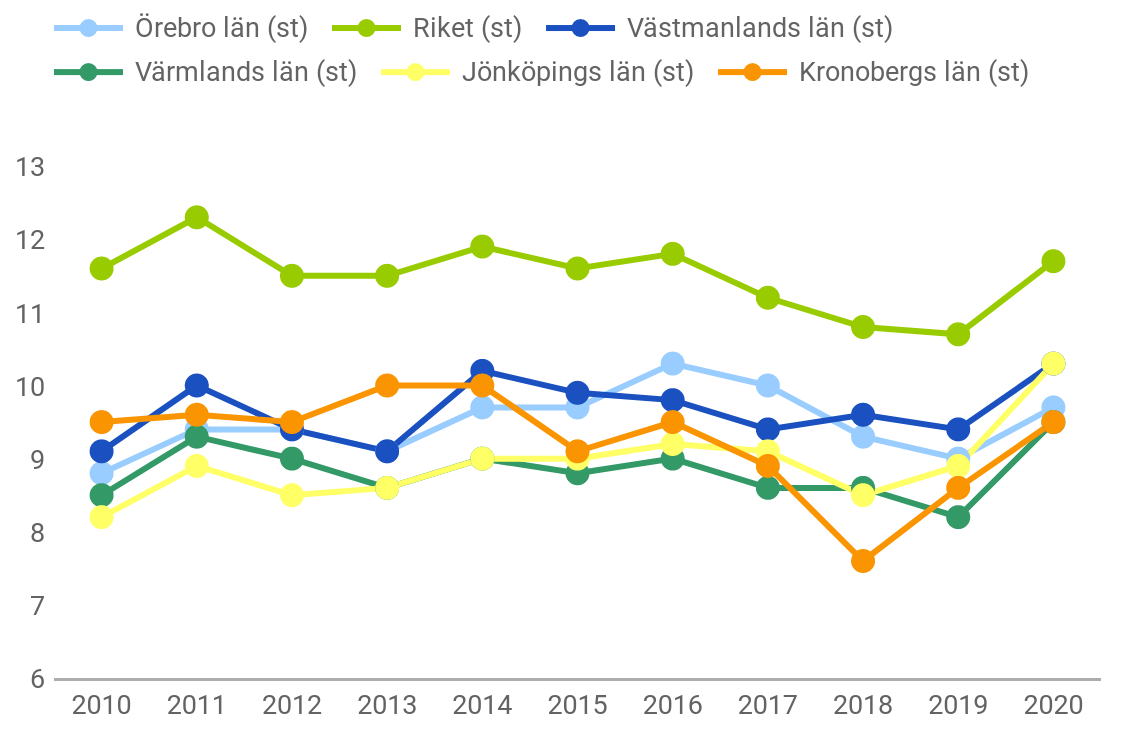 Örebro län (st) Riket (st) Västmanlands län (st)
Värmlands län (st) Jönköpings län (st) Kronobergs län (st)
13
12
11
10
9
8
7
6
2010 2011 2012 2013 2014 2015 2016 2017 2018 2019 2020